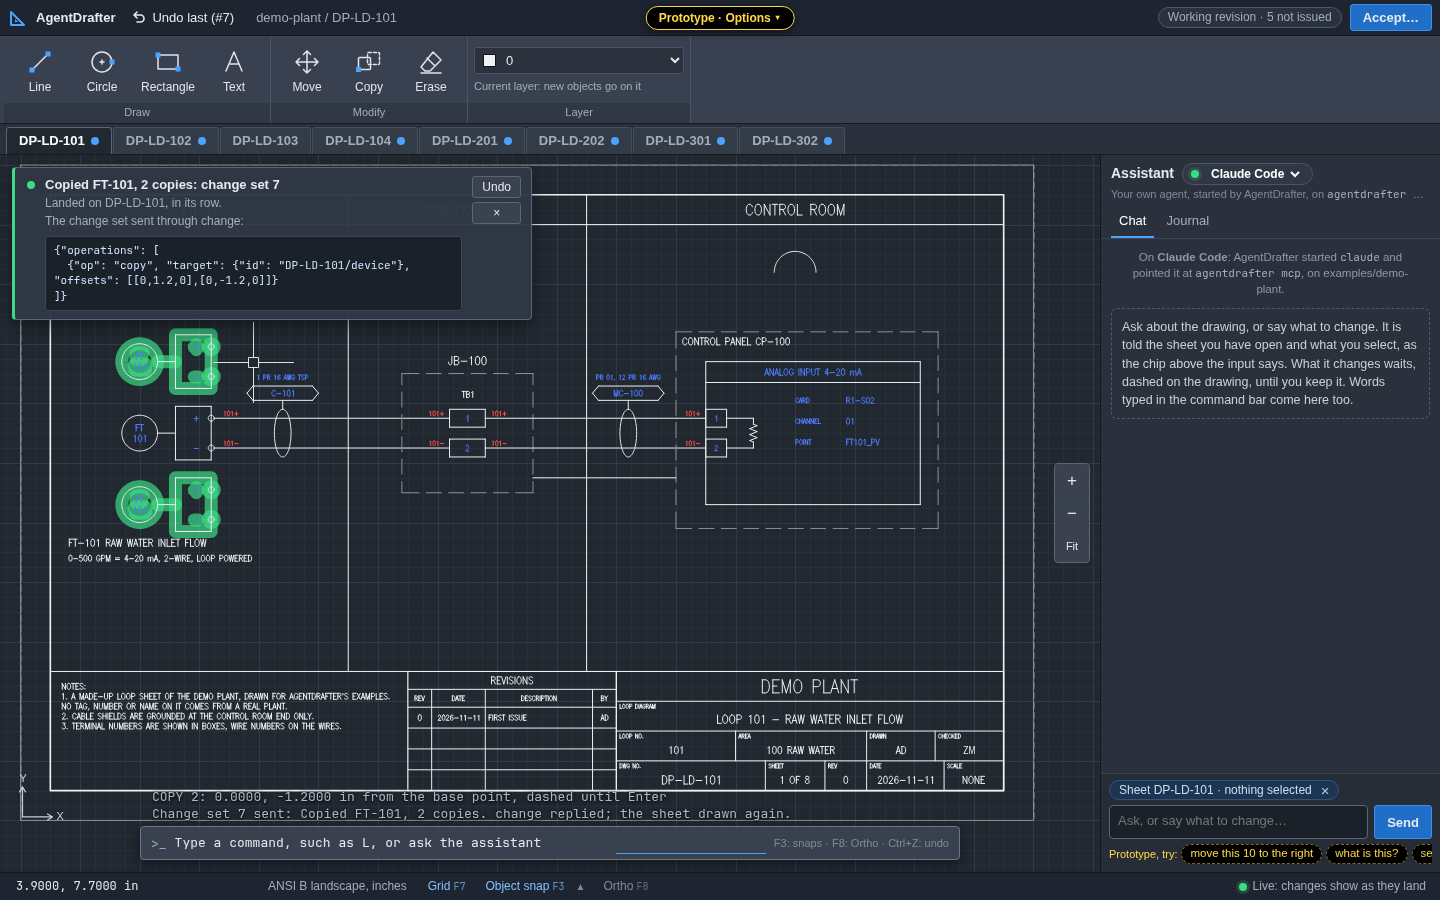 AgentDrafter
Undo last (#7)
demo-plant / DP-LD-101
Prototype · Options ▾
Working revision · 5 not issued
Accept…
Line
Circle
Rectangle
Text
Move
Copy
Erase
0
Current layer: new objects go on it
Draw
Modify
Layer
DP-LD-101
DP-LD-102
DP-LD-103
DP-LD-104
DP-LD-201
DP-LD-202
DP-LD-301
DP-LD-302
Copied FT-101, 2 copies: change set 7
Landed on DP-LD-101, in its row.
The change set sent through change:
Undo
×
{"operations": [
{"op": "copy", "target": {"id": "DP-LD-101/device"},
"offsets": [[0,1.2,0],[0,-1.2,0]]}
]}
CONTROL ROOM
JB-100
CONTROL PANEL CP-100
1 PR 16 AWG TSP
C-101
TB1
PR 01, 12 PR 16 AWG
MC-100
ANALOG INPUT 4-20 mA
CARD R1-S02
CHANNEL 01
POINT FT101_PV
FT
101
+
−
101+
101-
101+
101-
1
2
101+
101-
101+
101-
1
2
FT-101 RAW WATER INLET FLOW
0-500 GPM = 4-20 mA, 2-WIRE, LOOP POWERED
NOTES:
1. A MADE-UP LOOP SHEET OF THE DEMO PLANT, DRAWN FOR AGENTDRAFTER'S EXAMPLES.
NO TAG, NUMBER OR NAME ON IT COMES FROM A REAL PLANT.
2. CABLE SHIELDS ARE GROUNDED AT THE CONTROL ROOM END ONLY.
3. TERMINAL NUMBERS ARE SHOWN IN BOXES, WIRE NUMBERS ON THE WIRES.
REVISIONS
REV DATE DESCRIPTION BY
0 2026-11-11 FIRST ISSUE AD
DEMO PLANT
LOOP DIAGRAM
LOOP 101 — RAW WATER INLET FLOW
LOOP NO. AREA DRAWN CHECKED
101 100 RAW WATER AD ZM
DWG NO. SHEET REV DATE SCALE
DP-LD-101 1 OF 8 0 2026-11-11 NONE
Y
X
COPY 2: 0.0000, -1.2000 in from the base point, dashed until Enter
Change set 7 sent: Copied FT-101, 2 copies. change replied; the sheet drawn again.
>_ Type a command, such as L, or ask the assistant
F3: snaps · F8: Ortho · Ctrl+Z: undo
+
−
Fit
Assistant
Claude Code
Your own agent, started by AgentDrafter, on agentdrafter …
Chat
Journal
On Claude Code: AgentDrafter started claude and
pointed it at agentdrafter mcp, on examples/demo-
plant.
Ask about the drawing, or say what to change. It is
told the sheet you have open and what you select, as
the chip above the input says. What it changes waits,
dashed on the drawing, until you keep it. Words
typed in the command bar come here too.
Sheet DP-LD-101 · nothing selected ×
Ask, or say what to change…
Send
Prototype, try:
move this 10 to the right
what is this?
se
3.9000, 7.7000 in
ANSI B landscape, inches
Grid F7
Object snap F3
▲
Ortho F8
Live: changes show as they land